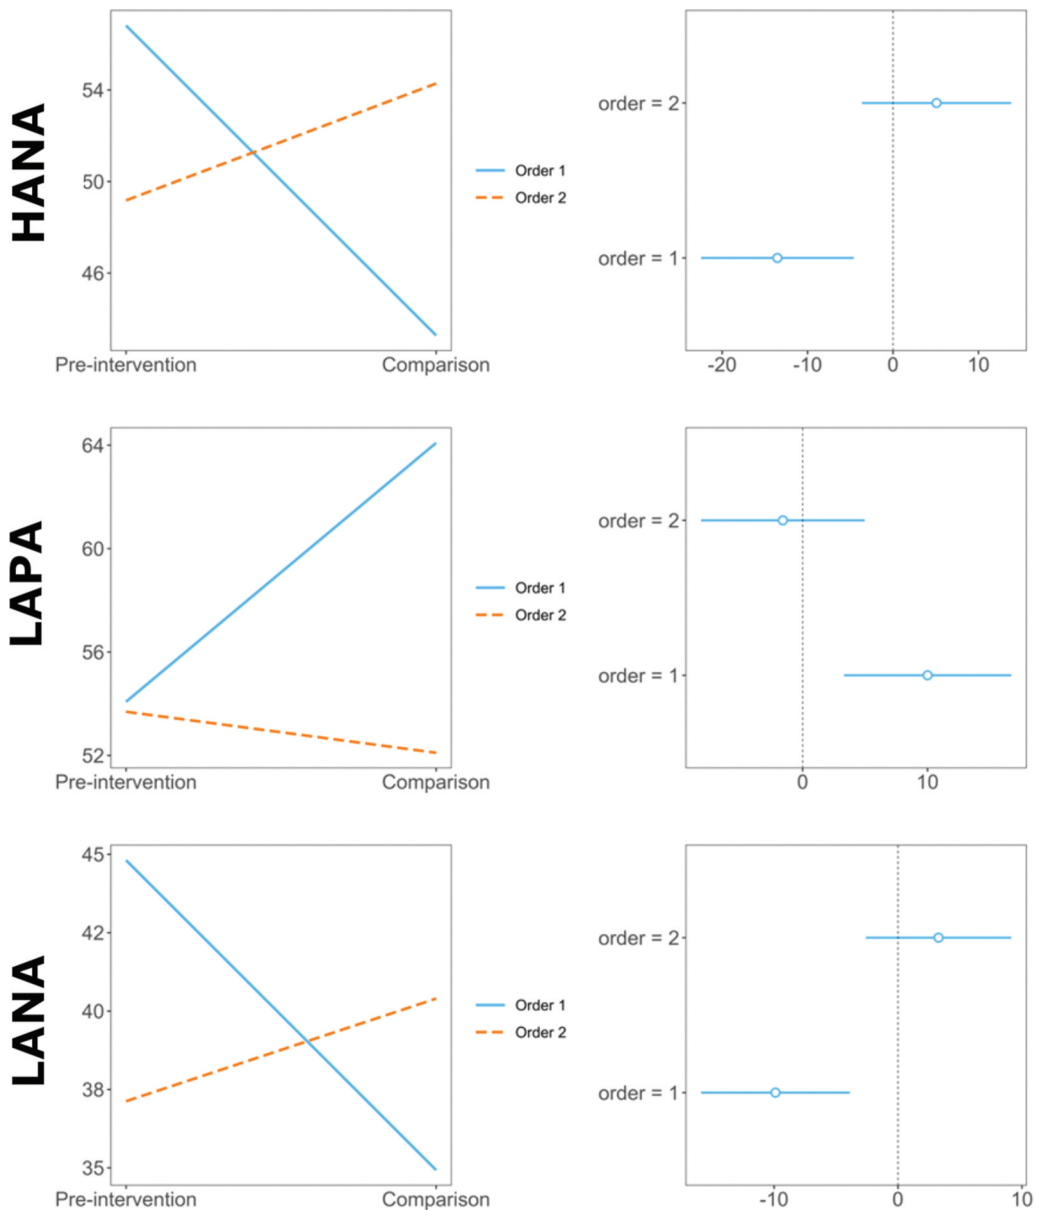 HANA
54
50
46
Pre-intervention Comparison
Order 1
Order 2
order = 2
order = 1
-20 -10 0 10
LAPA
64
60
56
52
Pre-intervention Comparison
Order 1
Order 2
order = 2
order = 1
0 10
LANA
45
42
40
38
35
Pre-intervention Comparison
Order 1
Order 2
order = 2
order = 1
-10 0 10